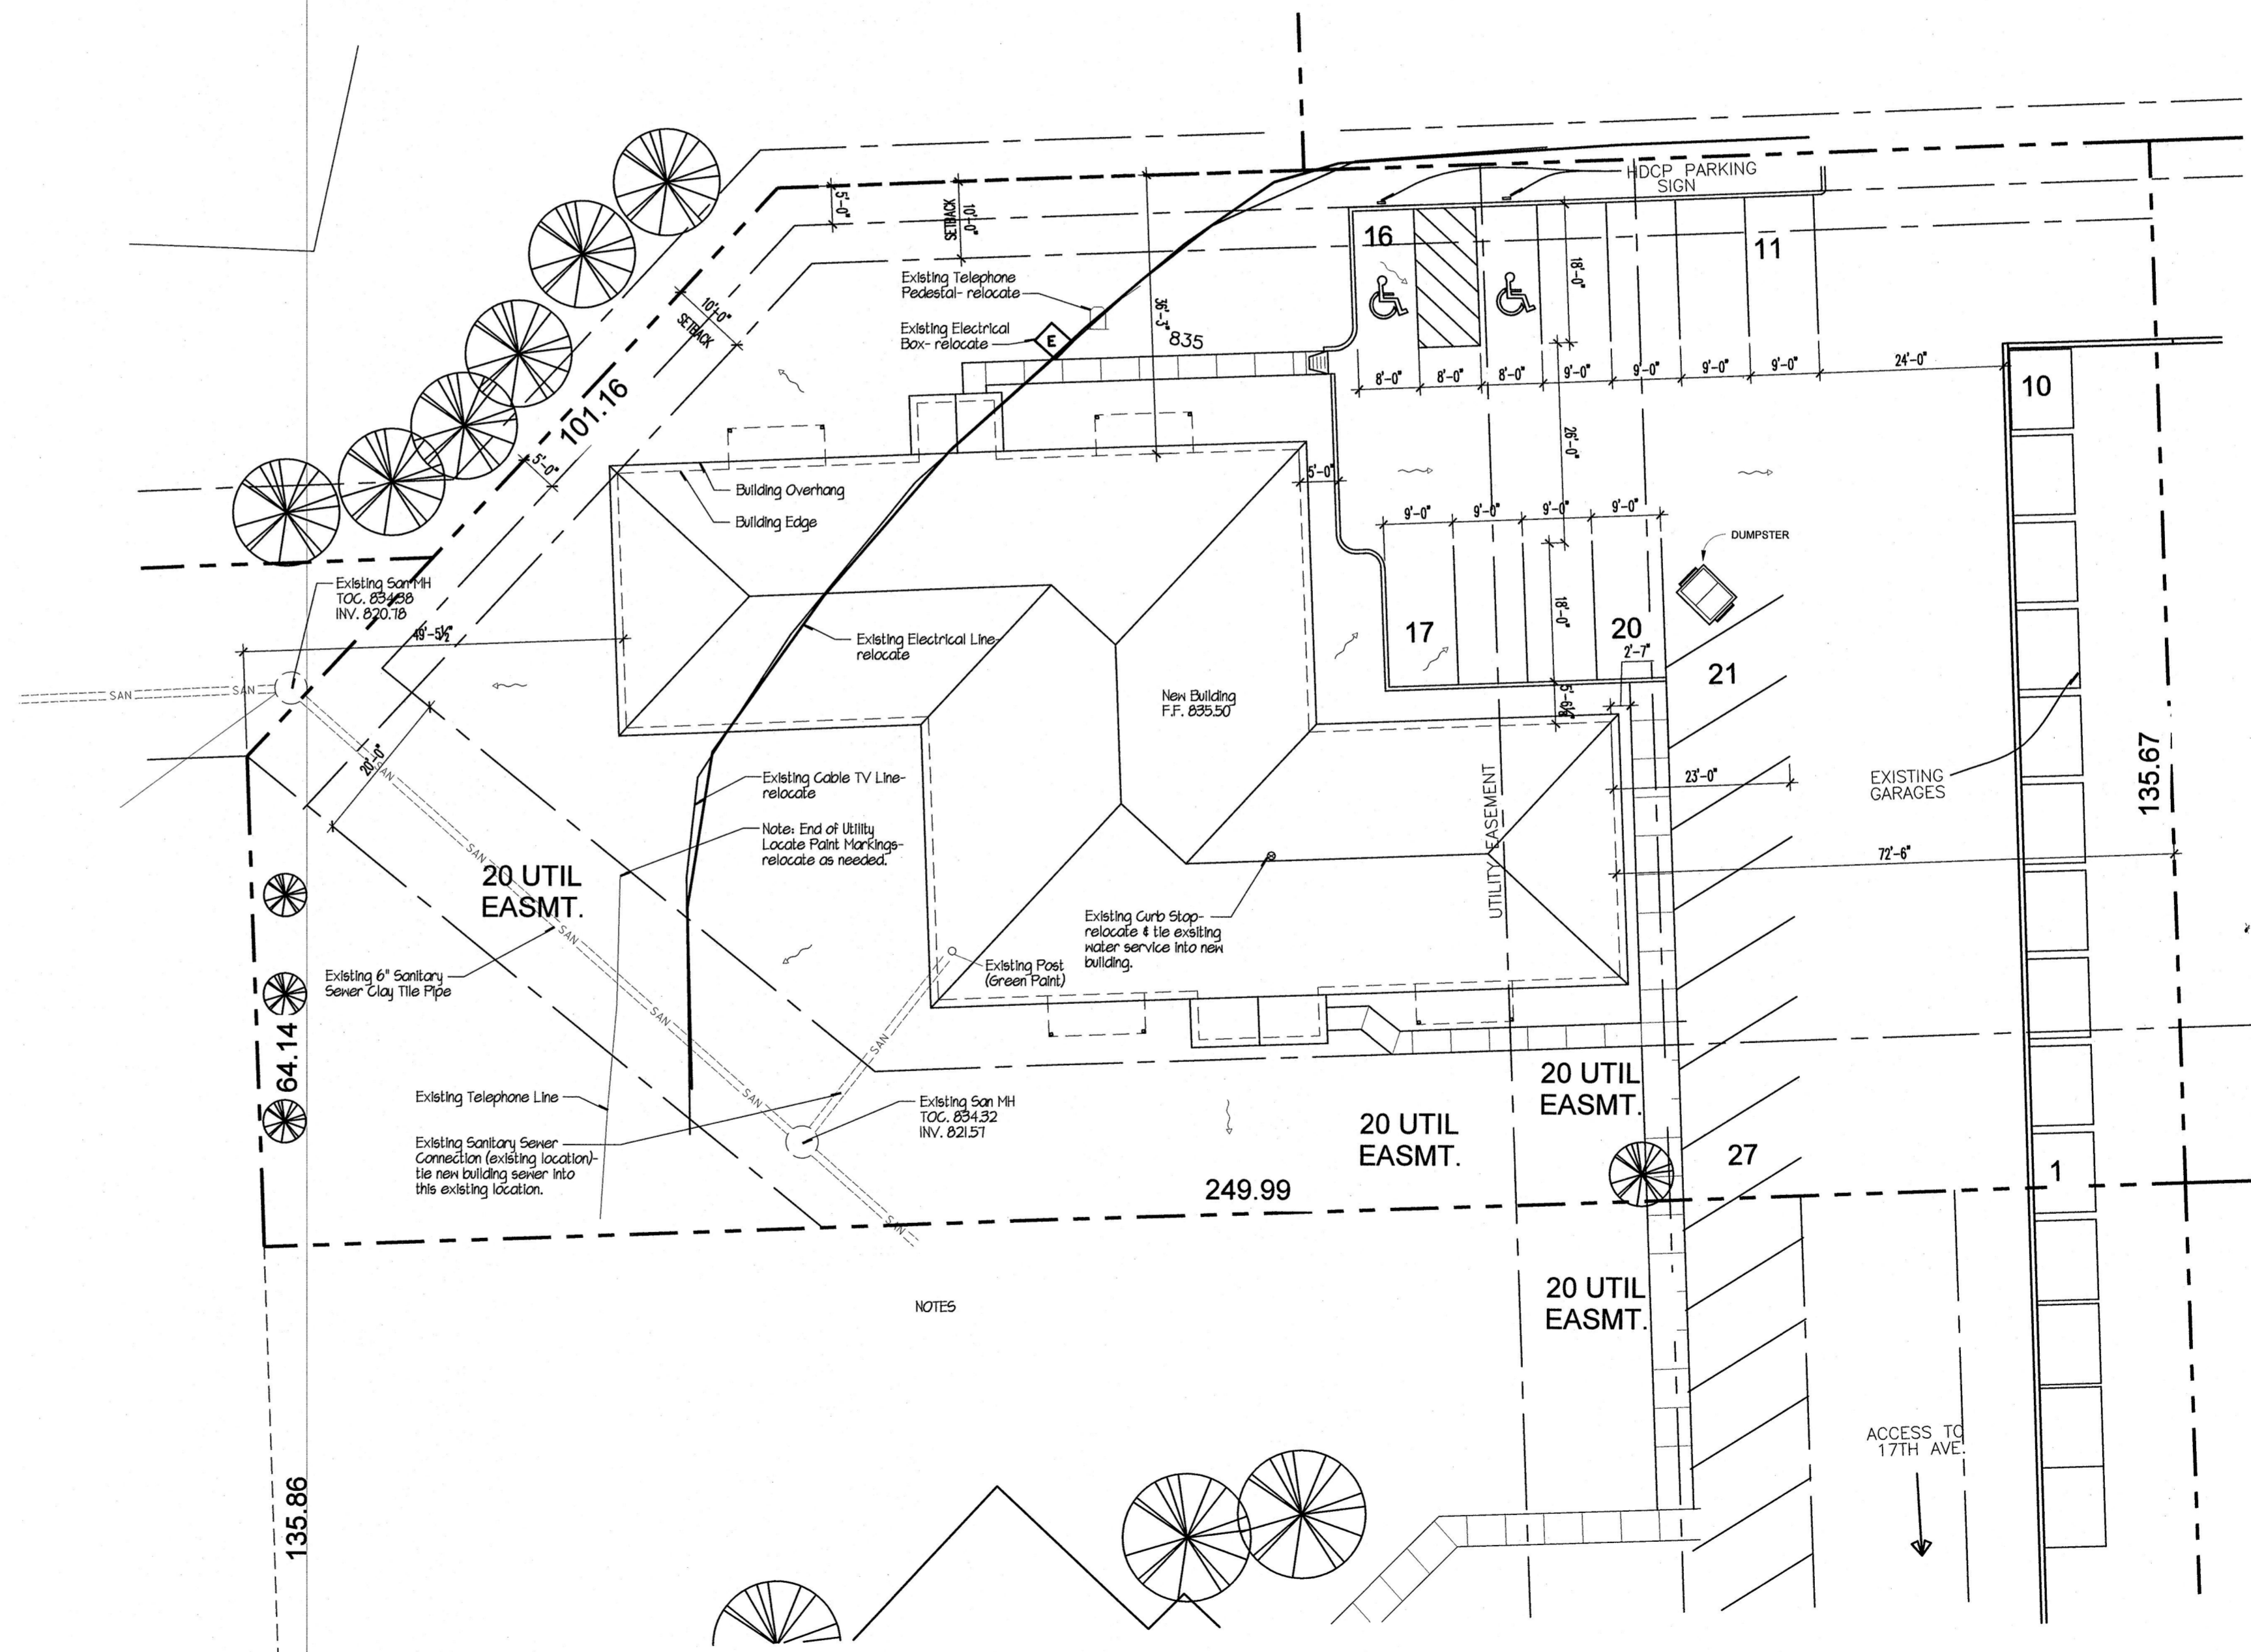 HDCP PARKING
SIGN
5'-0"
10'-0"
SETBACK
16
11
Existing Telephone
Pedestal- relocate
18'-0"
10'-0"
SETBACK
36'-3"
Existing Electrical
Box- relocate
E
835
8'-0"
8'-0"
8'-0"
9'-0"
9'-0"
9'-0"
9'-0"
24'-0"
10
101.16
26'-0"
5'-0"
5'-0"
Building Overhang
Building Edge
9'-0"
9'-0"
9'-0"
9'-0"
DUMPSTER
Existing San MH
TOC. 834.38
INV. 820.78
49'-5½"
18'-0"
17
20
Existing Electrical Line-
relocate
2'-7"
21
SAN
SAN
New Building
F.F. 835.50
5'-6½"
20'-0"
SAN
Existing Cable TV Line-
relocate
23'-0"
EXISTING
GARAGES
135.67
UTILITY EASEMENT
Note: End of Utility
Locate Paint Markings-
relocate as needed.
72'-6"
SAN
20 UTIL
EASMT.
SAN
Existing Curb Stop-
relocate & tie exsiting
water service into new
building.
Existing 6" Sanitary
Sewer Clay Tile Pipe
Existing Post
(Green Paint)
SAN
SAN
64.14
Existing Telephone Line
SAN
Existing San MH
TOC. 834.32
INV. 821.57
20 UTIL
EASMT.
20 UTIL
EASMT.
Existing Sanitary Sewer
Connection (existing location)-
tie new building sewer into
this existing location.
27
1
249.99
SAN
NOTES
20 UTIL
EASMT.
ACCESS TO
17TH AVE.
135.86